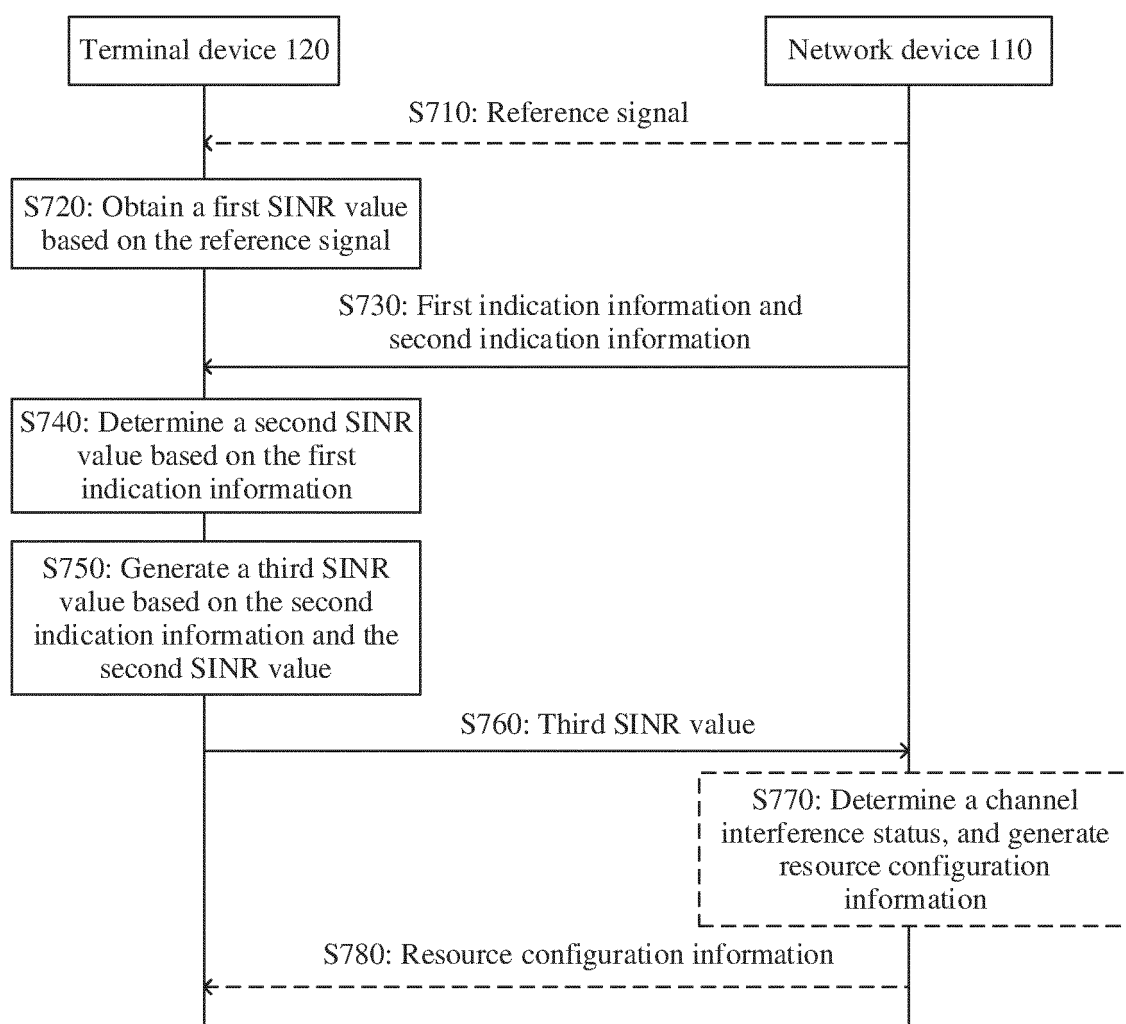 Terminal device 120
Network device 110
S710: Reference signal
S720: Obtain a first SINR value
based on the reference signal
S730: First indication information and
second indication information
S740: Determine a second SINR
value based on the first
indication information
S750: Generate a third SINR
value based on the second
indication information and the
second SINR value
S760: Third SINR value
S770: Determine a channel
interference status, and generate
resource configuration
information
S780: Resource configuration information